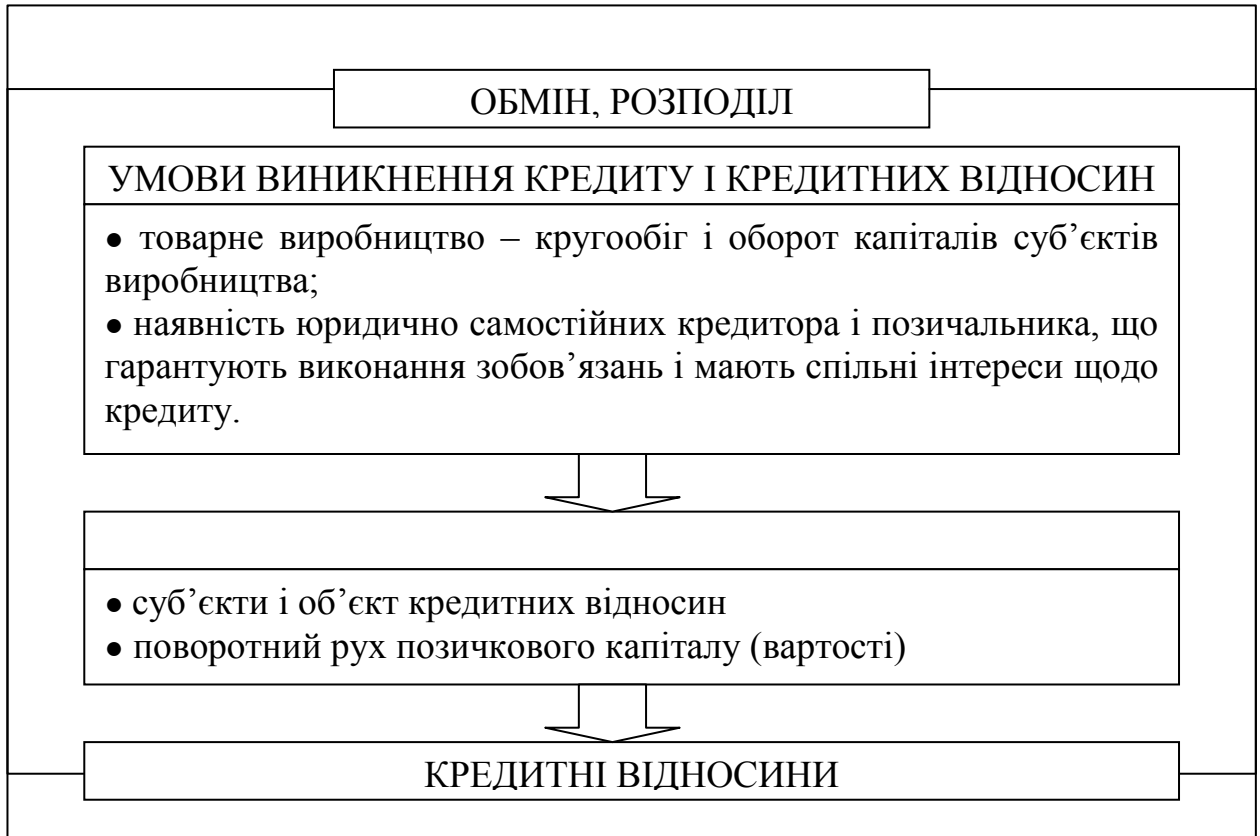 ОБМІН, РОЗПОДІЛ
УМОВИ ВИНИКНЕННЯ КРЕДИТУ І КРЕДИТНИХ ВІДНОСИН
● товарне виробництво – кругообіг і оборот капіталів суб’єктів
виробництва;
● наявність юридично самостійних кредитора і позичальника, що
гарантують виконання зобов’язань і мають спільні інтереси щодо
кредиту.
● суб’єкти і об’єкт кредитних відносин
● поворотний рух позичкового капіталу (вартості)
КРЕДИТНІ ВІДНОСИНИ